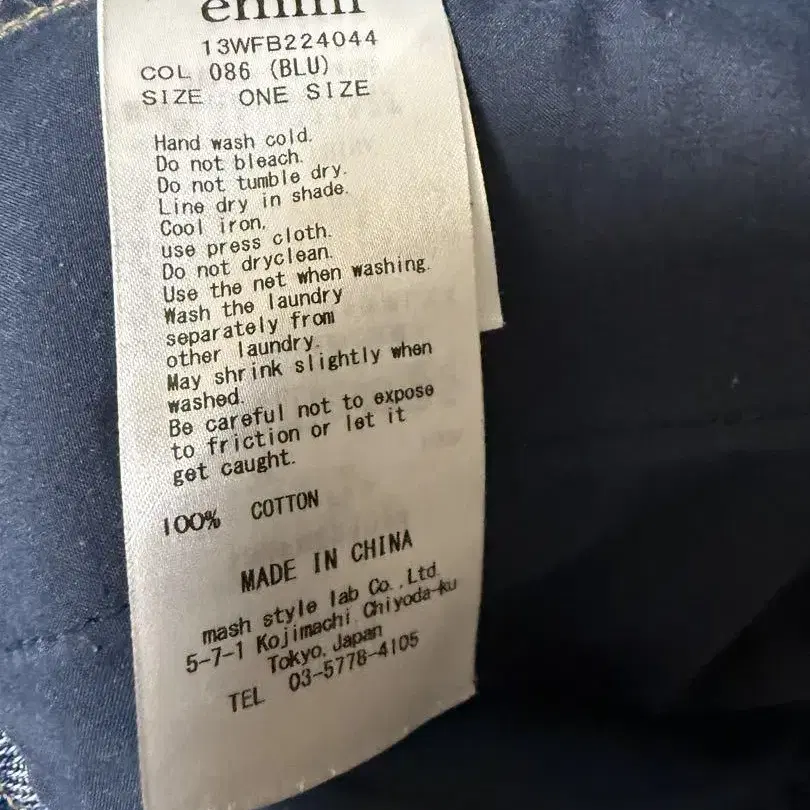 emmi
13WFB224044
COL 086 (BLU)
SIZE ONE SIZE
Hand wash cold.
Do not bleach.
Do not tumble dry.
Line dry in shade.
Cool iron,
use press cloth.
Do not dryclean.
Use the net when washing.
Wash the laundry
separately from
other laundry.
May shrink slightly when
washed.
Be careful not to expose
to friction or let it
get caught.
100% COTTON
MADE IN CHINA
mash style lab Co.,Ltd
5-7-1 Kojimachi Chiyoda-ku
Tokyo, Japan
TEL 03-5778-4105